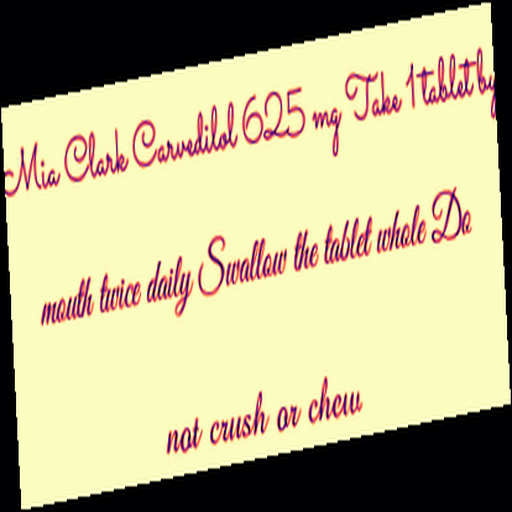 Mia Clark Carvedilol 625 mg Take 1 tablet by
mouth twice daily Swallow the tablet whole Do
not crush or chew